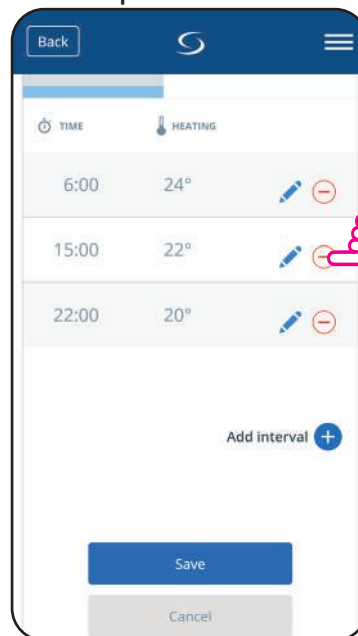 Back
TIME HEATING
6:00 24°
15:00 22°
22:00 20°
Add interval
Save
Cancel